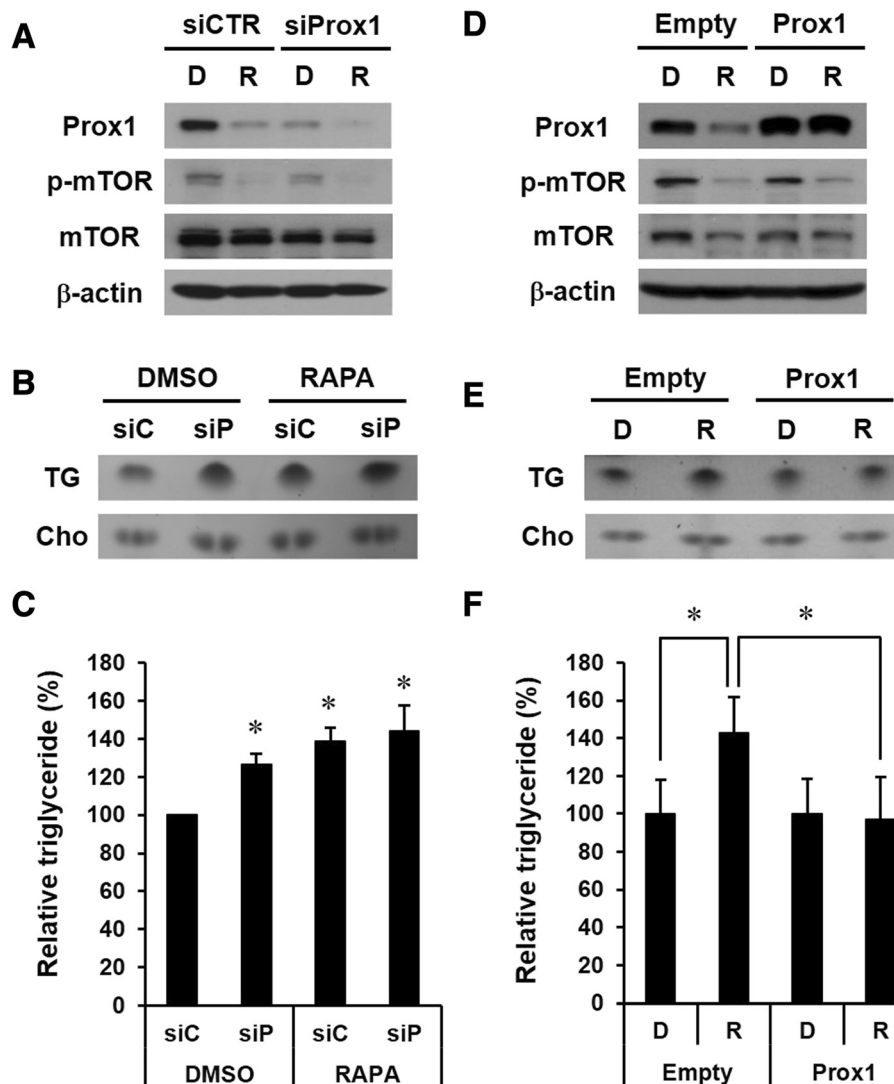 A
siCTR siProx1
D R D R
Prox1
p-mTOR
mTOR
β-actin
B
DMSO RAPA
siC siP siC siP
TG
Cho
C
Relative triglyceride (%)
180
160
140
120
100
80
60
40
20
0
*
*
*
siC siP siC siP
DMSO RAPA
D
Empty Prox1
D R D R
Prox1
p-mTOR
mTOR
β-actin
E
Empty Prox1
D R D R
TG
Cho
F
Relative triglyceride (%)
180
160
140
120
100
80
60
40
20
0
* *
D R D R
Empty Prox1